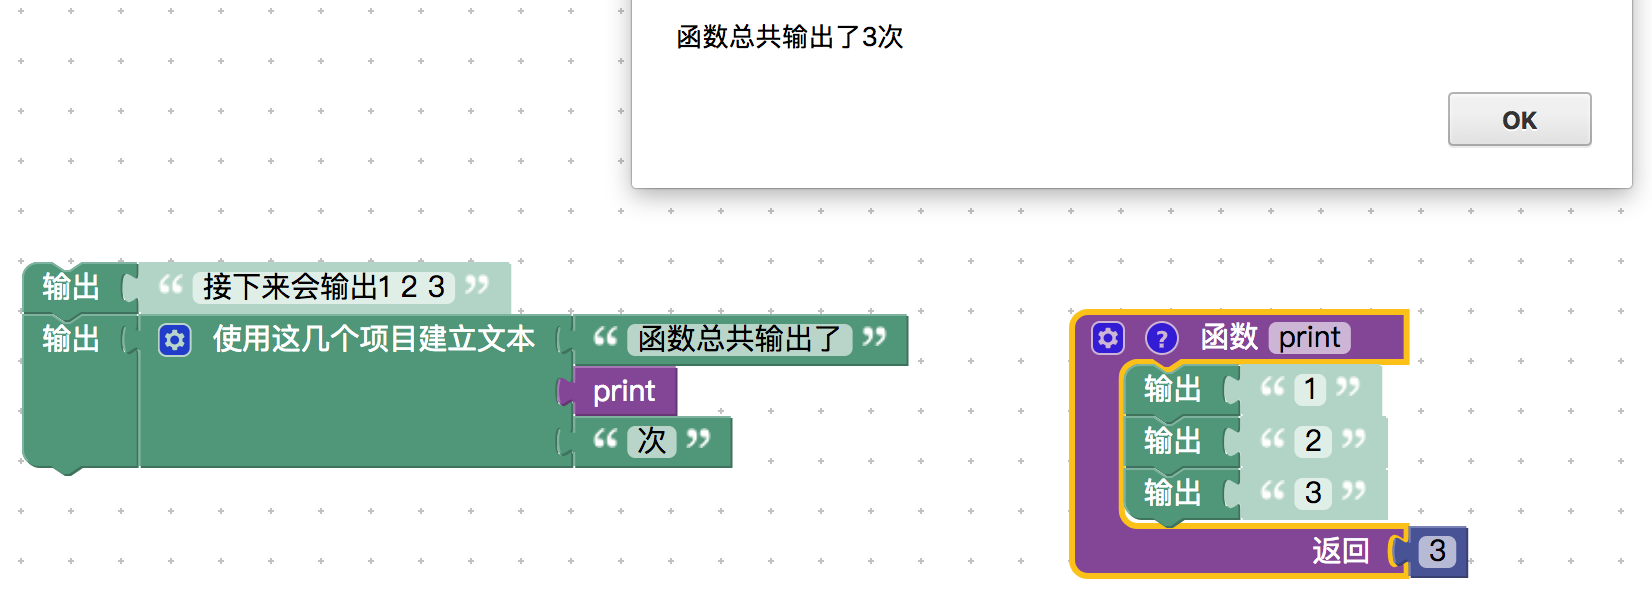 函数总共输出了3次
OK
输出 “ 接下来会输出1 2 3 ”
输出 使用这几个项目建立文本 “ 函数总共输出了 ”
print
“ 次 ”
? 函数 print
输出 “ 1 ”
输出 “ 2 ”
输出 “ 3 ”
返回 3